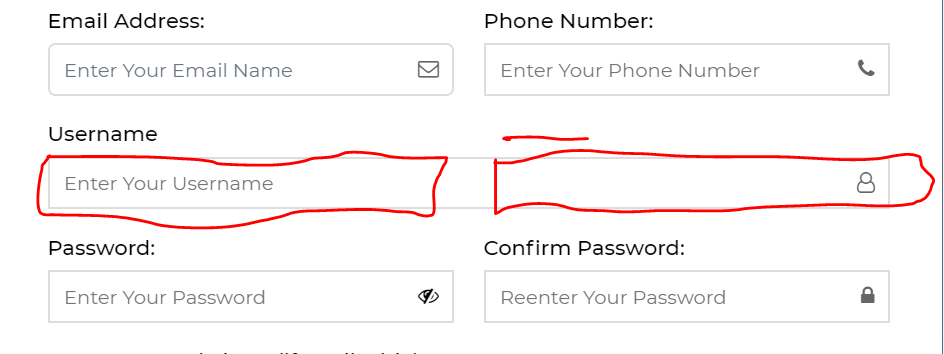 Email Address: Phone Number:
Enter Your Email Name Enter Your Phone Number
Username
Enter Your Username
Password: Confirm Password:
Enter Your Password Reenter Your Password